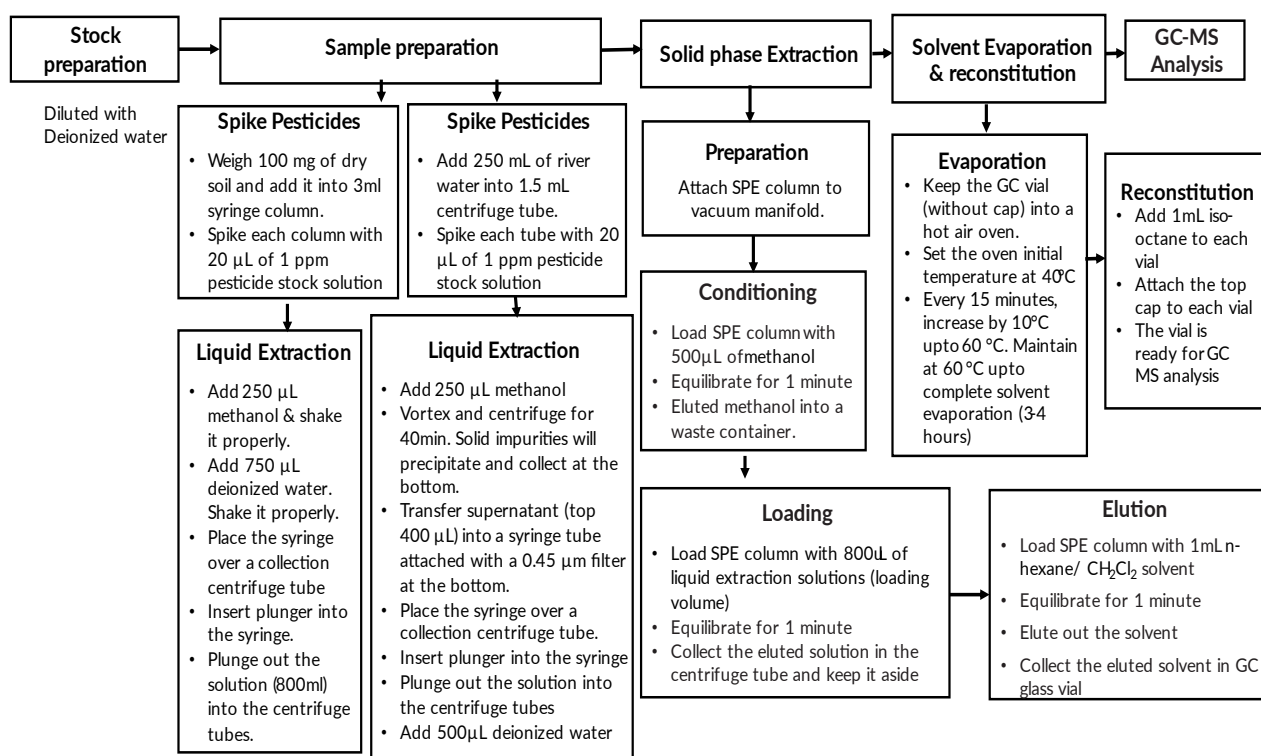 Stock
preparation
Sample preparation
Solid phase Extraction
Solvent Evaporation
& reconstitution
GC-MS
Analysis
Diluted with
Deionized water
Spike Pesticides
• Weigh 100 mg of dry
soil and add it into 3ml
syringe column.
• Spike each column with
20 µL of 1 ppm
pesticide stock solution
Spike Pesticides
• Add 250 mL of river
water into 1.5 mL
centrifuge tube.
• Spike each tube with 20
µL of 1 ppm pesticide
stock solution
Liquid Extraction
• Add 250 µL
methanol & shake
it properly.
• Add 750 µL
deionized water.
Shake it properly.
• Place the syringe
over a collection
centrifuge tube
• Insert plunger into
the syringe.
• Plunge out the
solution (800ml)
into the centrifuge
tubes.
Liquid Extraction
• Add 250 µL methanol
• Vortex and centrifuge for
40min. Solid impurities will
precipitate and collect at the
bottom.
• Transfer supernatant (top
400 µL) into a syringe tube
attached with a 0.45 µm filter
at the bottom.
• Place the syringe over a
collection centrifuge tube.
• Insert plunger into the syringe
• Plunge out the solution into
the centrifuge tubes
• Add 500µL deionized water
Preparation
Attach SPE column to
vacuum manifold.
Conditioning
• Load SPE column with
500µL of methanol
• Equilibrate for 1 minute
• Eluted methanol into a
waste container.
Loading
• Load SPE column with 800uL of
liquid extraction solutions (loading
volume)
• Equilibrate for 1 minute
• Collect the eluted solution in the
centrifuge tube and keep it aside
Elution
• Load SPE column with 1mL n-
hexane/ CH2Cl2 solvent
• Equilibrate for 1 minute
• Elute out the solvent
• Collect the eluted solvent in GC
glass vial
Evaporation
• Keep the GC vial
(without cap) into a
hot air oven.
• Set the oven initial
temperature at 40°C
• Every 15 minutes,
increase by 10°C
upto 60 °C. Maintain
at 60 °C upto
complete solvent
evaporation (3-4
hours)
Reconstitution
• Add 1mL iso-
octane to each
vial
• Attach the top
cap to each vial
• The vial is
ready for GC
MS analysis